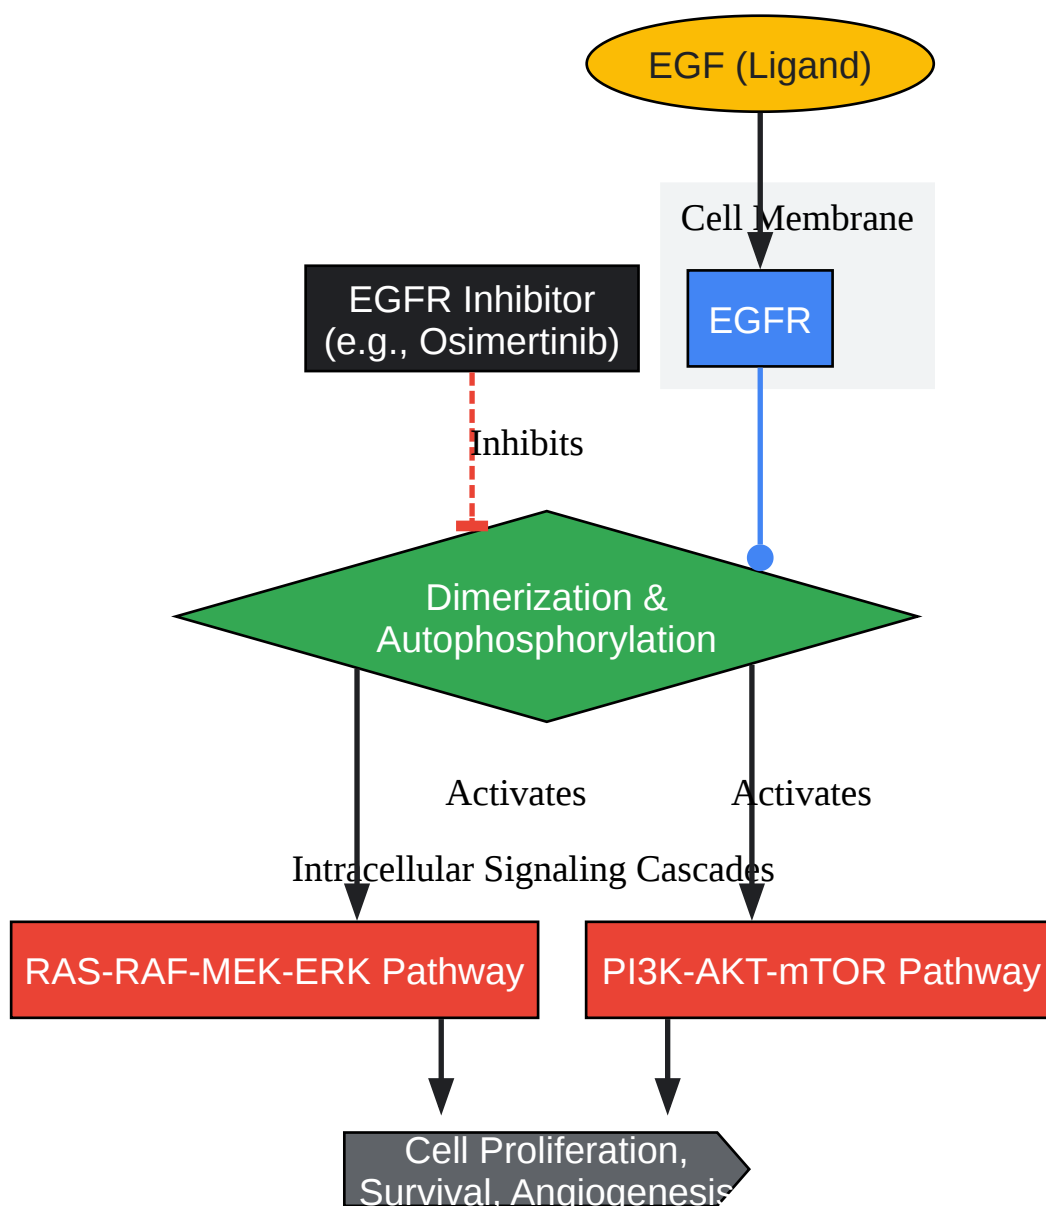 EGF (Ligand)
Cell Membrane
EGFR Inhibitor
(e.g., Osimertinib)
EGFR
Inhibits
Dimerization &
Autophosphorylation
Activates
Activates
Intracellular Signaling Cascades
RAS-RAF-MEK-ERK Pathway
PI3K-AKT-mTOR Pathway
Cell Proliferation,
Survival, Angiogenesis